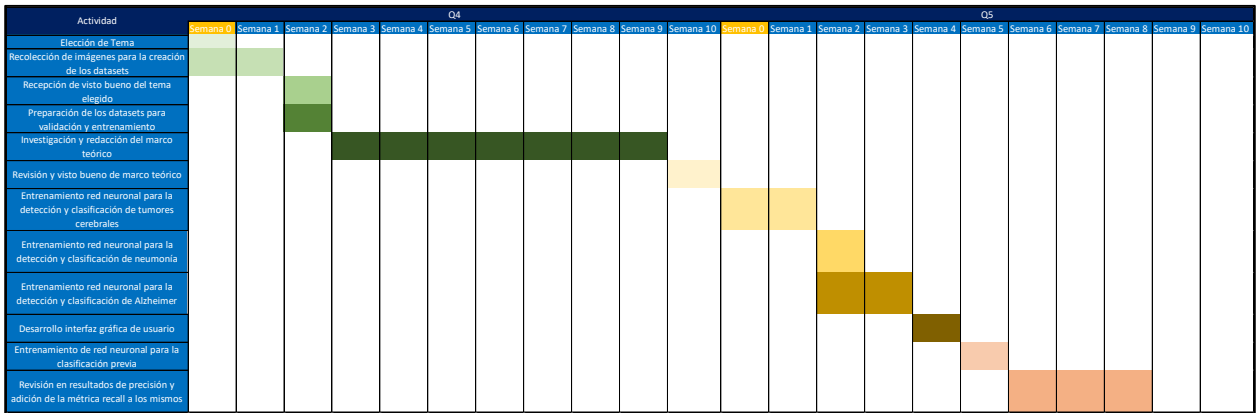 Actividad
Q4
Q5
Semana 0 Semana 1 Semana 2 Semana 3 Semana 4 Semana 5 Semana 6 Semana 7 Semana 8 Semana 9 Semana 10 Semana 0 Semana 1 Semana 2 Semana 3 Semana 4 Semana 5 Semana 6 Semana 7 Semana 8 Semana 9 Semana 10
Elección de Tema
Recolección de imágenes para la creación
de los datasets
Recepción de visto bueno del tema
elegido
Preparación de los datasets para
validación y entrenamiento
Investigación y redacción del marco
teórico
Revisión y visto bueno de marco teórico
Entrenamiento red neuronal para la
detección y clasificación de tumores
cerebrales
Entrenamiento red neuronal para la
detección y clasificación de neumonía
Entrenamiento red neuronal para la
detección y clasificación de Alzheimer
Desarrollo interfaz gráfica de usuario
Entrenamiento de red neuronal para la
clasificación previa
Revisión en resultados de precisión y
adición de la métrica recall a los mismos